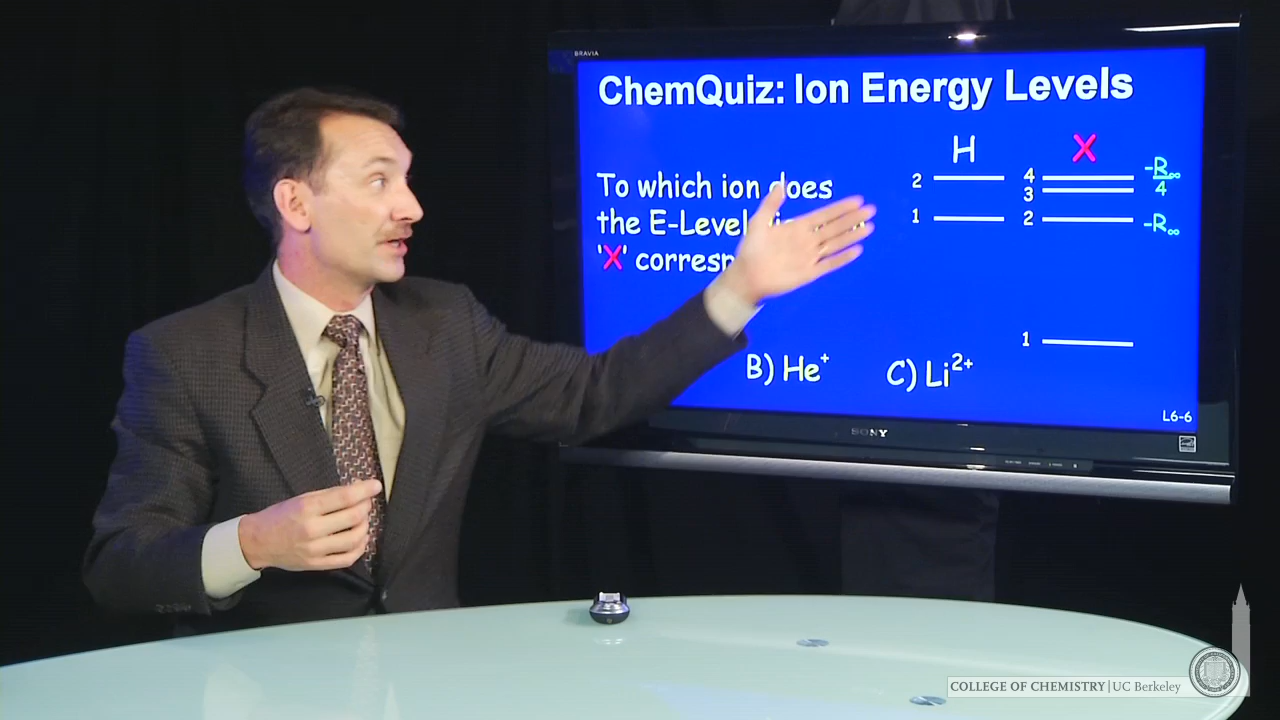 BRAVIA
ChemQuiz: Ion Energy Levels
H X
To which ion does
the E-Level
'X'
2
1
4
3
2
1
-R∞
4
-R∞
B) He⁺ C) Li²⁺
L6-6
SONY
COLLEGE OF CHEMISTRY | UC Berkeley